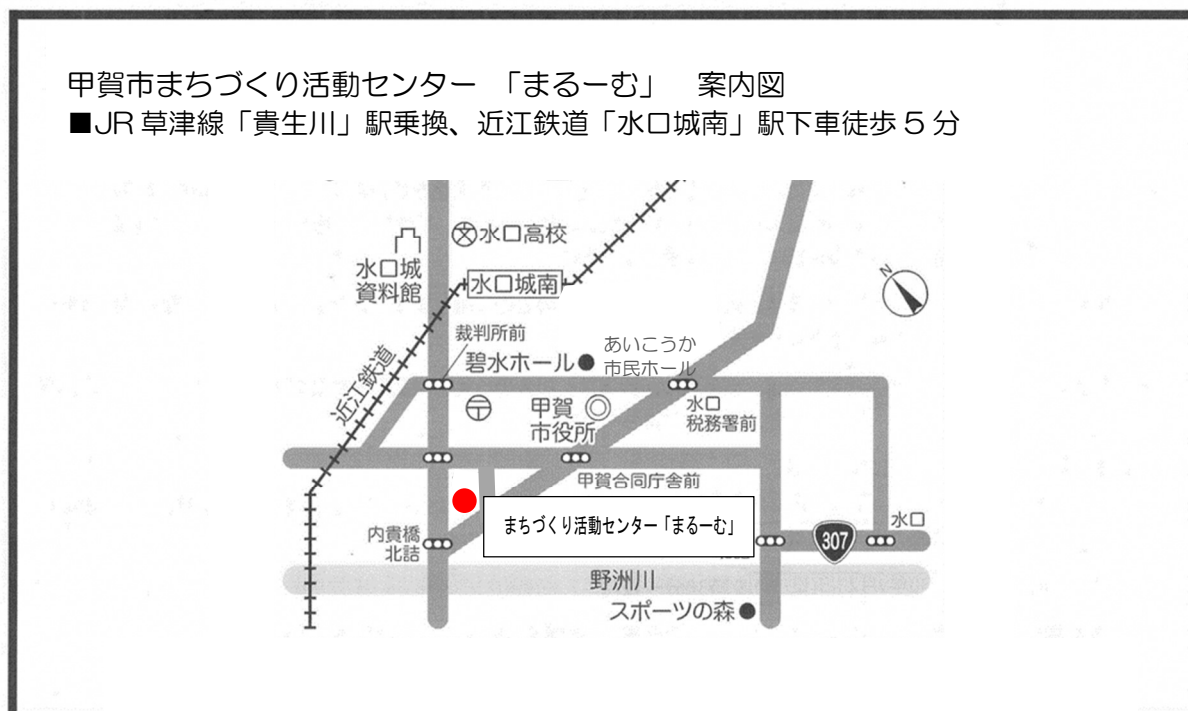 甲賀市まちづくり活動センター 「まるーむ」 案内図
■JR草津線「貴生川」駅乗換、近江鉄道「水口城南」駅下車徒歩5分
水口高校
水口城
資料館
水口城南
N
裁判所前
碧水ホール
あいこうか
市民ホール
近江鉄道
甲賀
市役所
水口
税務署前
甲賀合同庁舎前
まちづくり活動センター「まるーむ」
内貴橋
北詰
307
水口
野洲川
スポーツの森